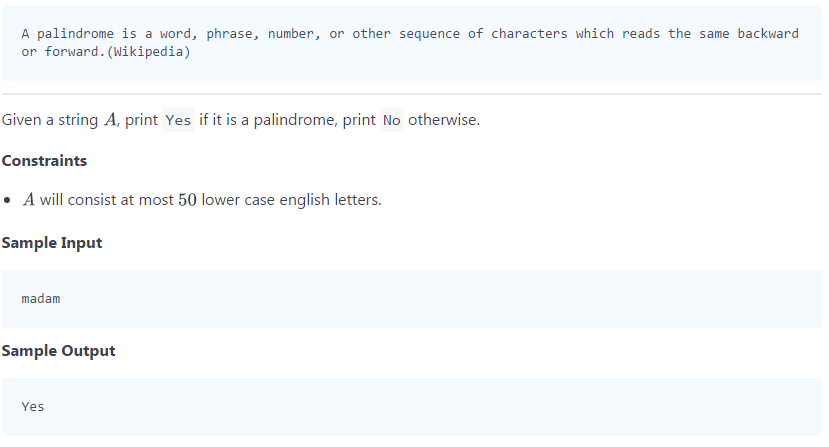 A palindrome is a word, phrase, number, or other sequence of characters which reads the same backward
or forward.(Wikipedia)
Given a string A, print Yes if it is a palindrome, print No otherwise.
Constraints
• A will consist at most 50 lower case english letters.
Sample Input
madam
Sample Output
Yes